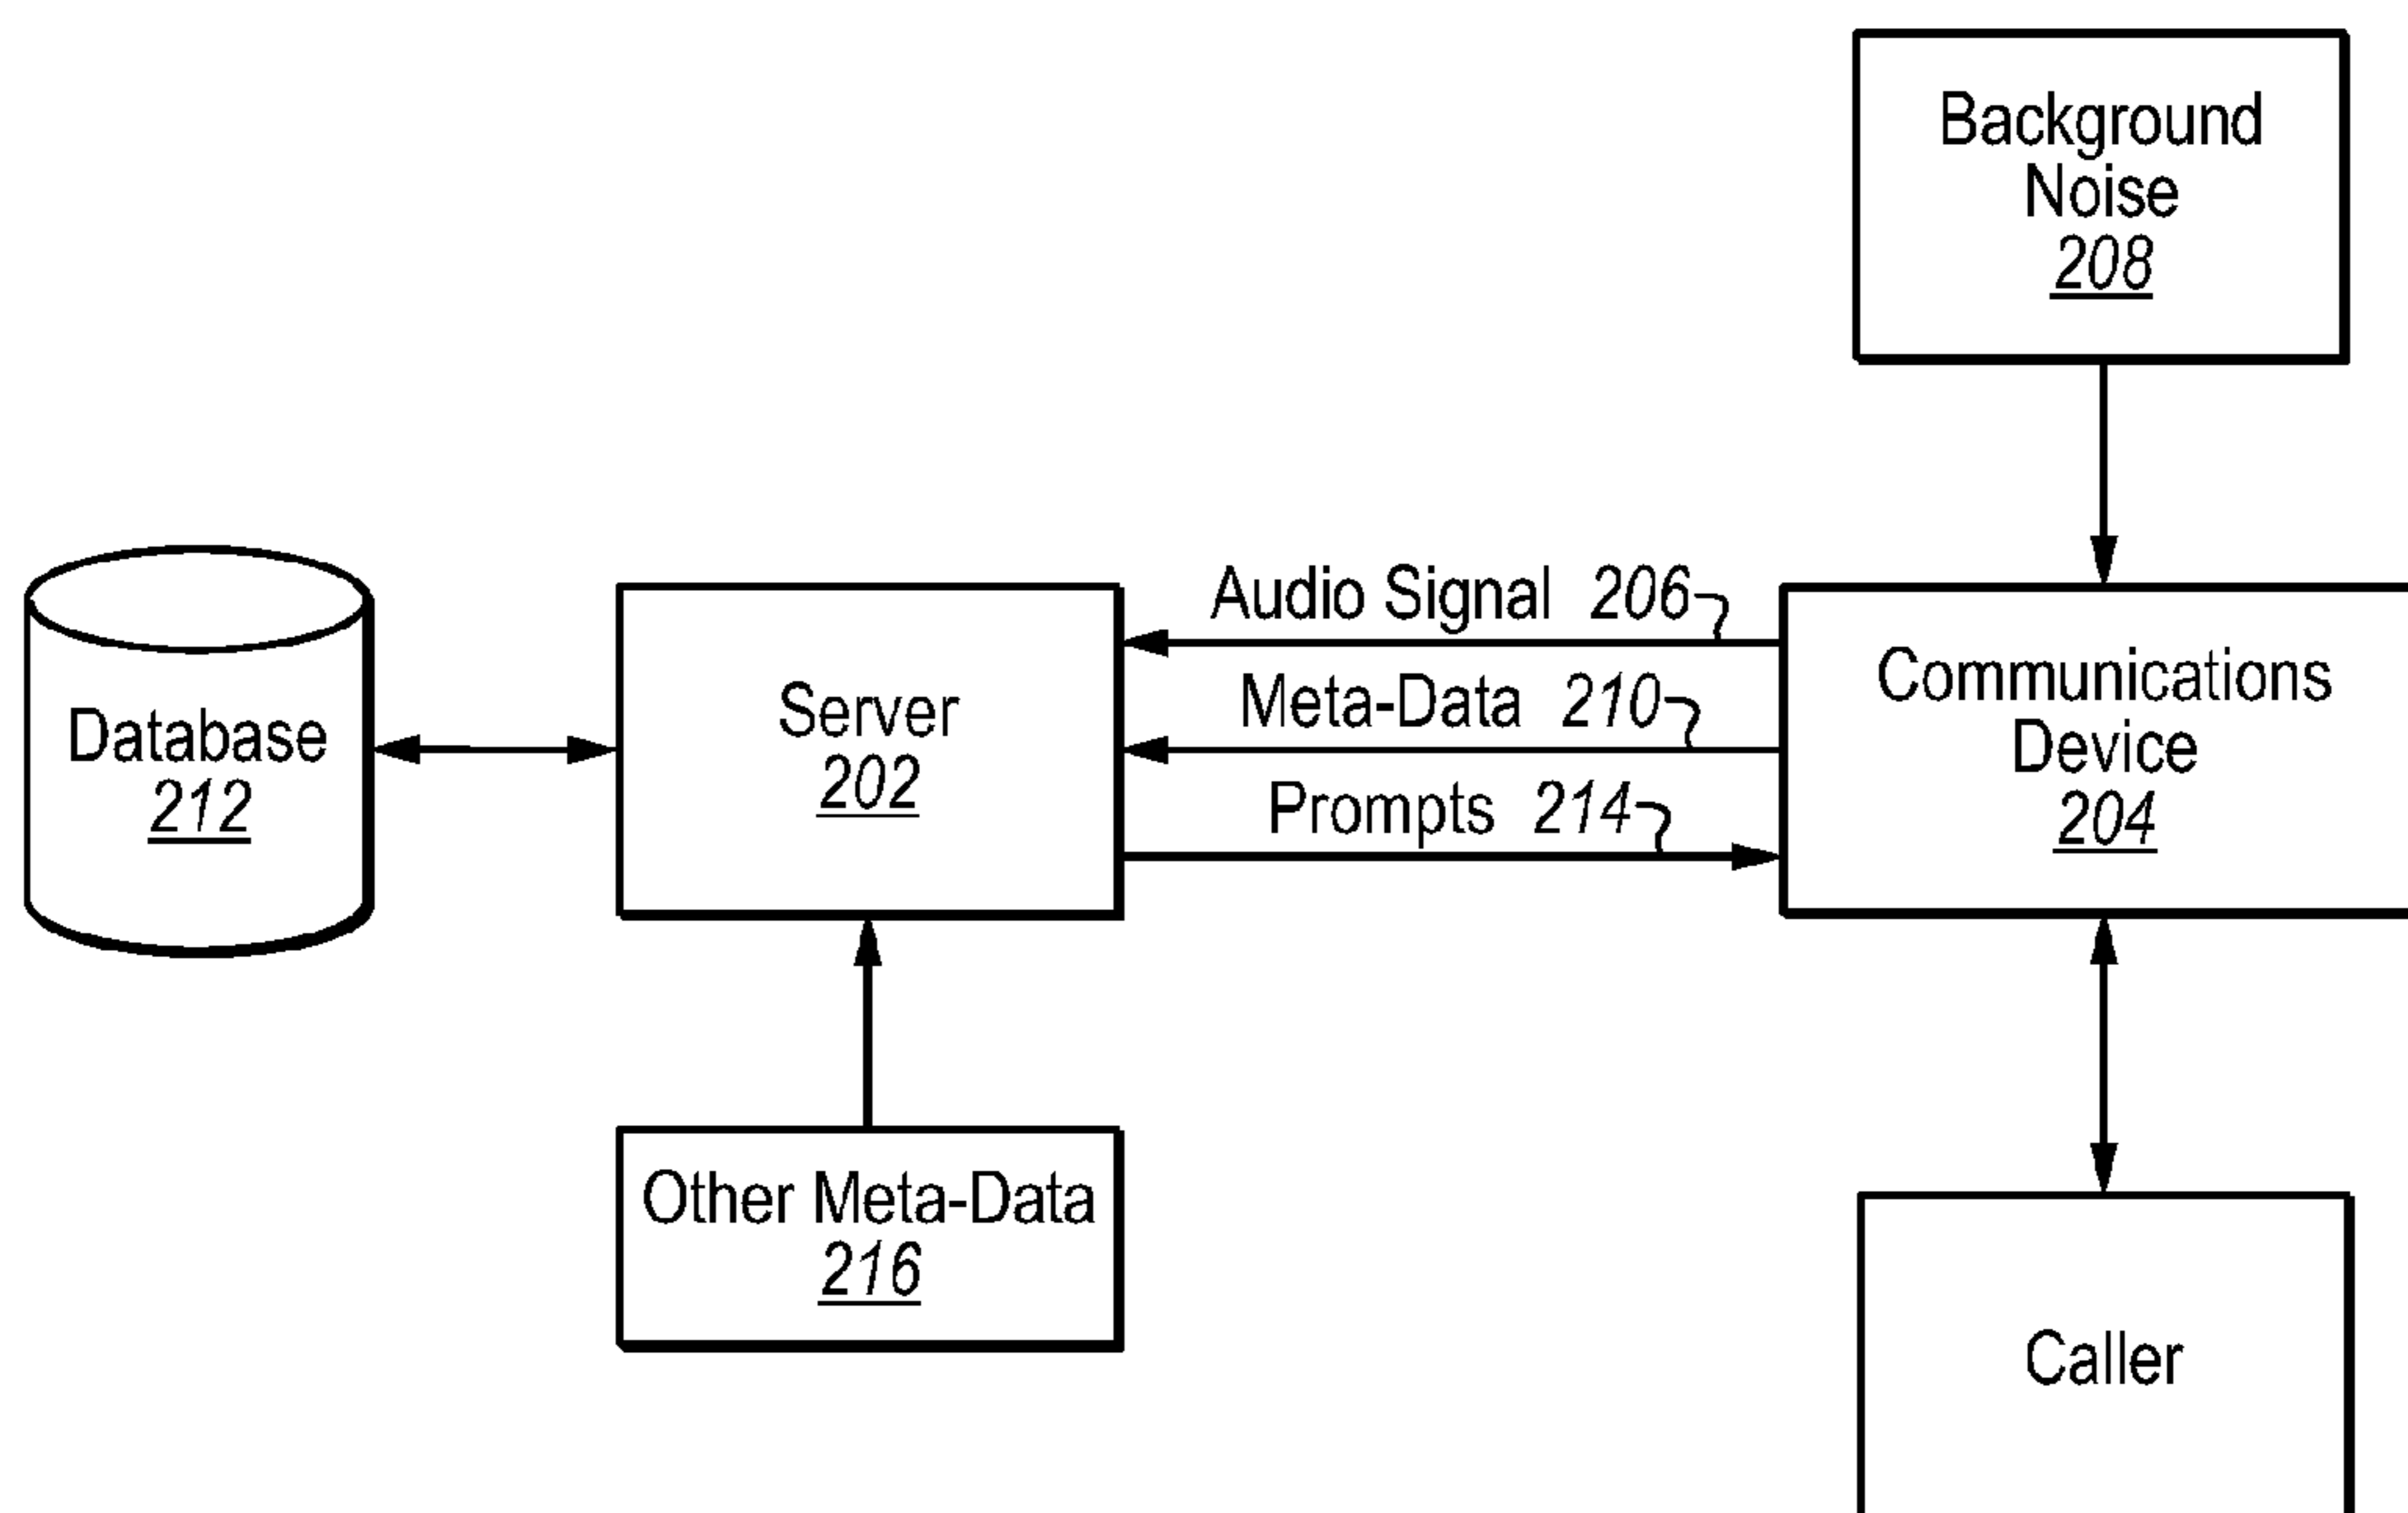 Background
Noise
208
Audio Signal 206
Meta-Data 210
Prompts 214
Communications
Device
204
Server
202
Database
212
Other Meta-Data
216
Caller